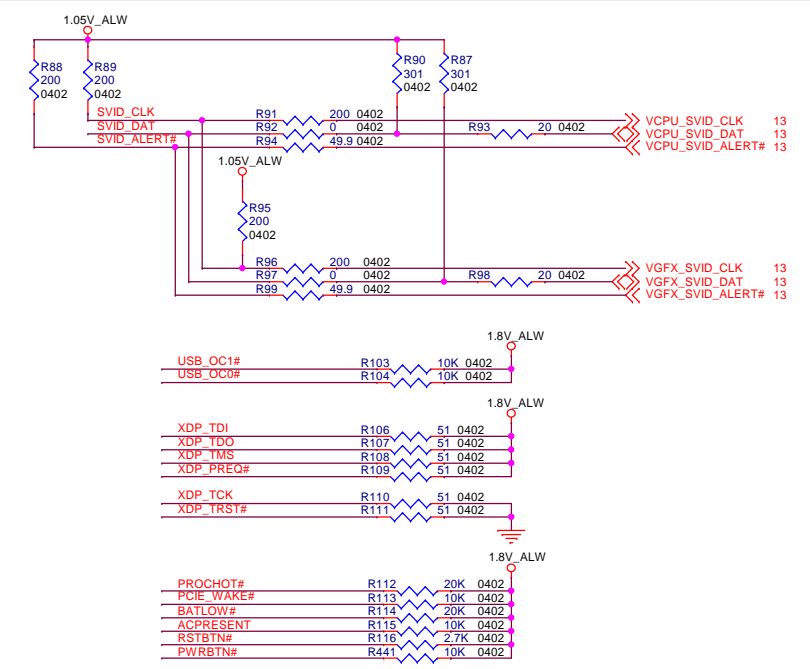 1.05V_ALW
R88 R89 R90 R87
200 200 301 301
0402 0402 0402 0402
SVID_CLK R91 200 0402 VCPU_SVID_CLK 13
SVID_DAT R92 0 0402 R93 20 0402 VCPU_SVID_DAT 13
SVID_ALERT# R94 49.9 0402 VCPU_SVID_ALERT# 13
1.05V_ALW
R95
200
0402
R96 200 0402 VGFX_SVID_CLK 13
R97 0 0402 R98 20 0402 VGFX_SVID_DAT 13
R99 49.9 0402 VGFX_SVID_ALERT# 13
1.8V_ALW
USB_OC1# R103 10K 0402
USB_OC0# R104 10K 0402
1.8V_ALW
XDP_TDI R106 51 0402
XDP_TDO R107 51 0402
XDP_TMS R108 51 0402
XDP_PREQ# R109 51 0402
XDP_TCK R110 51 0402
XDP_TRST# R111 51 0402
1.8V_ALW
PROCHOT# R112 20K 0402
PCIE_WAKE# R113 10K 0402
BATLOW# R114 20K 0402
ACPRESENT R115 10K 0402
RSTBTN# R116 2.7K 0402
PWRBTN# R441 10K 0402